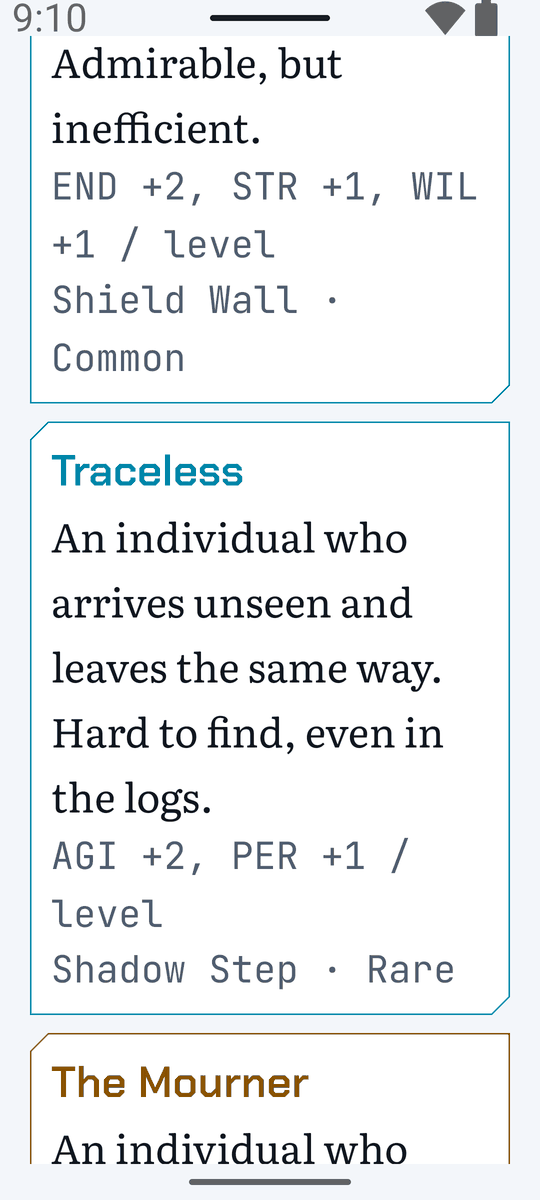 9:10
Admirable, but
inefficient.
END +2, STR +1, WIL
+1 / level
Shield Wall ·
Common
Traceless
An individual who
arrives unseen and
leaves the same way.
Hard to find, even in
the logs.
AGI +2, PER +1 /
level
Shadow Step · Rare
The Mourner
An individual who